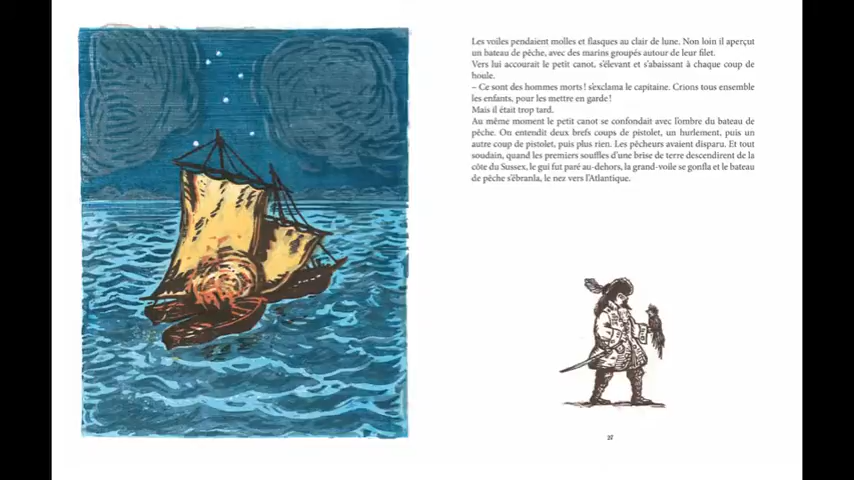 Les voiles pendaient molles et flasques au clair de lune. Non loin il aperçut
un bateau de pêche, avec des marins groupés autour de leur filet.
Vers lui accourait le petit canot, s'élevant et s'abaissant à chaque coup de
houle.
– Ce sont des hommes morts ! s'exclama le capitaine. Crions tous ensemble
les enfants, pour les mettre en garde !
Mais il était trop tard.
Au même moment le petit canot se confondait avec l'ombre du bateau de
pêche. On entendit deux brefs coups de pistolet, un hurlement, puis un
autre coup de pistolet, puis plus rien. Les pêcheurs avaient disparu. Et tout
soudain, quand les premiers souffles d'une brise de terre descendirent de la
côte du Sussex, le gui fut paré au-dehors, la grand-voile se gonfla et le bateau
de pêche s'ébranla, le nez vers l'Atlantique.
27